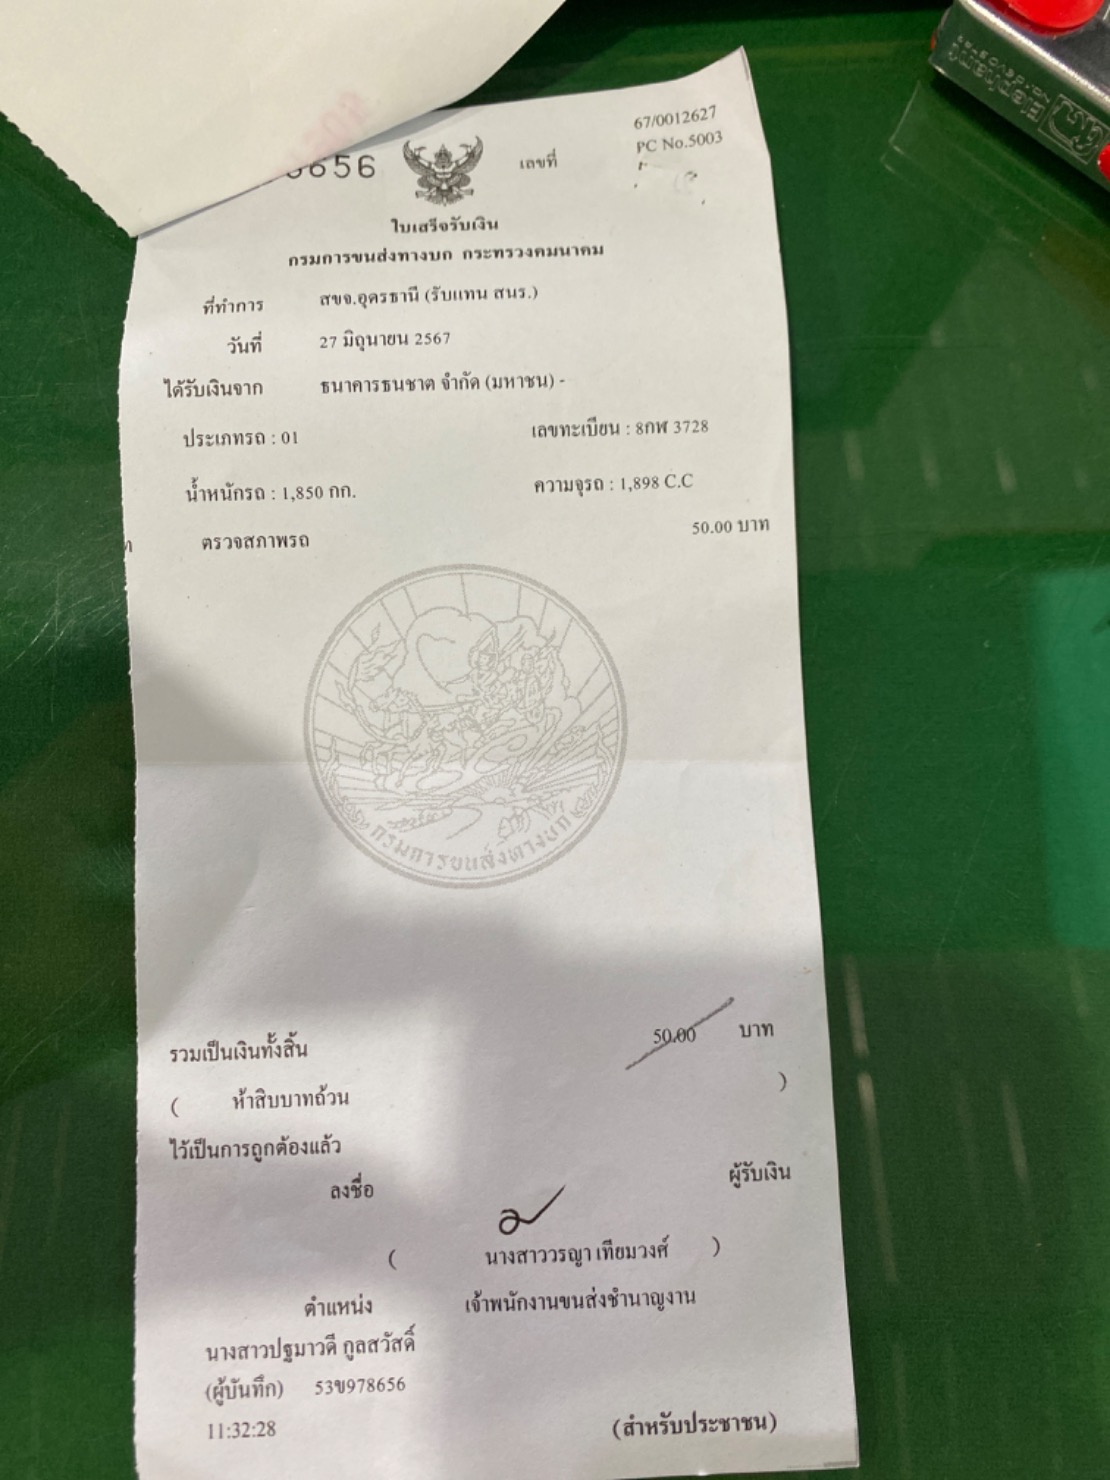 656
เลขที่
67/0012627
PC No.5003
ใบเสร็จรับเงิน
กรมการขนส่งทางบก กระทรวงคมนาคม
ที่ทำการ สขจ.อุดรธานี (รับแทน สนร.)
วันที่ 27 มิถุนายน 2567
ได้รับเงินจาก ธนาคารธนชาต จำกัด (มหาชน) -
ประเภทรถ : 01 เลขทะเบียน : 8กฬ 3728
น้ำหนักรถ : 1,850 กก. ความจุรถ : 1,898 C.C
ตรวจสภาพรถ 50.00 บาท
กรมการขนส่งทางบก
รวมเป็นเงินทั้งสิ้น 50.00 บาท
( ห้าสิบบาทถ้วน )
ไว้เป็นการถูกต้องแล้ว
ลงชื่อ ผู้รับเงิน
( นางสาววรญา เทียมวงศ์ )
ตำแหน่ง เจ้าพนักงานขนส่งชำนาญงาน
นางสาวปฐมาวดี กูลสวัสดิ์
(ผู้บันทึก) 53ข978656
11:32:28 (สำหรับประชาชน)